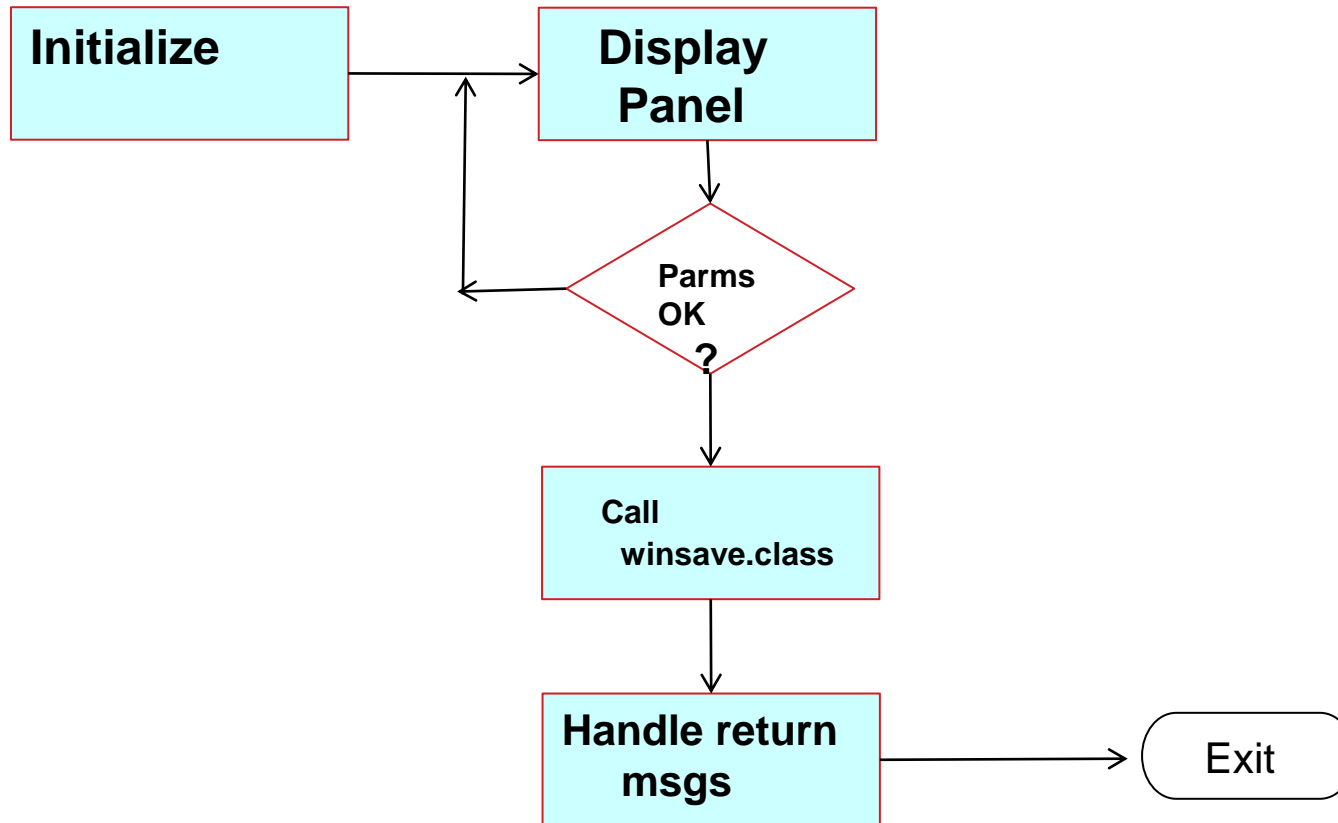 Initialize
Display
Panel
Parms
OK
?
Call
winsave.class
Handle return
msgs
Exit